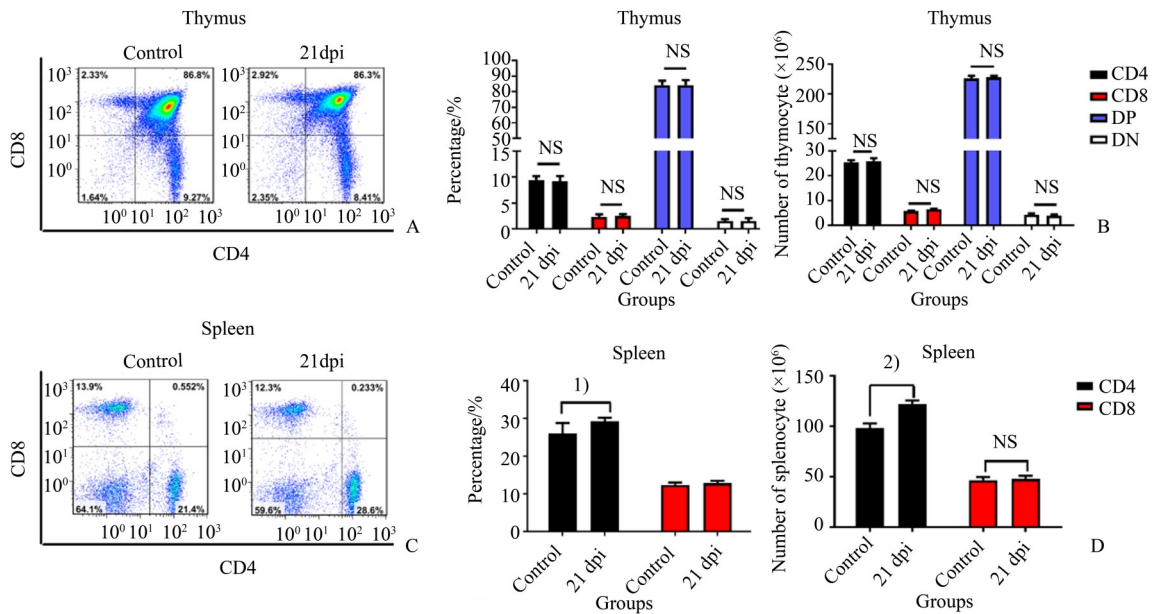 Thymus
Control
21dpi
10³
10²
10¹
10⁰
2.33%
86.8%
1.64%
9.27%
2.92%
86.3%
2.35%
8.41%
10⁰ 10¹ 10² 10³
10⁰ 10¹ 10² 10³
CD8
CD4
A
Thymus
Percentage/%
100
90
80
70
60
50
15
10
5
0
NS
NS
NS
NS
Control
21 dpi
Control
21 dpi
Control
21 dpi
Control
21 dpi
Groups
Thymus
Number of thymocyte (×10⁶)
250
200
150
100
30
20
10
0
NS
NS
NS
NS
Control
21 dpi
Control
21 dpi
Control
21 dpi
Control
21 dpi
Groups
CD4
CD8
DP
DN
B
Spleen
Control
21dpi
10³
10²
10¹
10⁰
13.9%
0.552%
64.1%
21.4%
10³
10²
10¹
10⁰
12.3%
0.233%
59.6%
28.6%
10⁰ 10¹ 10² 10³
10⁰ 10¹ 10² 10³
CD8
CD4
C
Spleen
Percentage/%
40
30
20
10
0
1)
Control
21 dpi
Control
21 dpi
Groups
Spleen
Number of splenocyte (×10⁶)
150
100
50
0
2)
NS
Control
21 dpi
Control
21 dpi
Groups
CD4
CD8
D